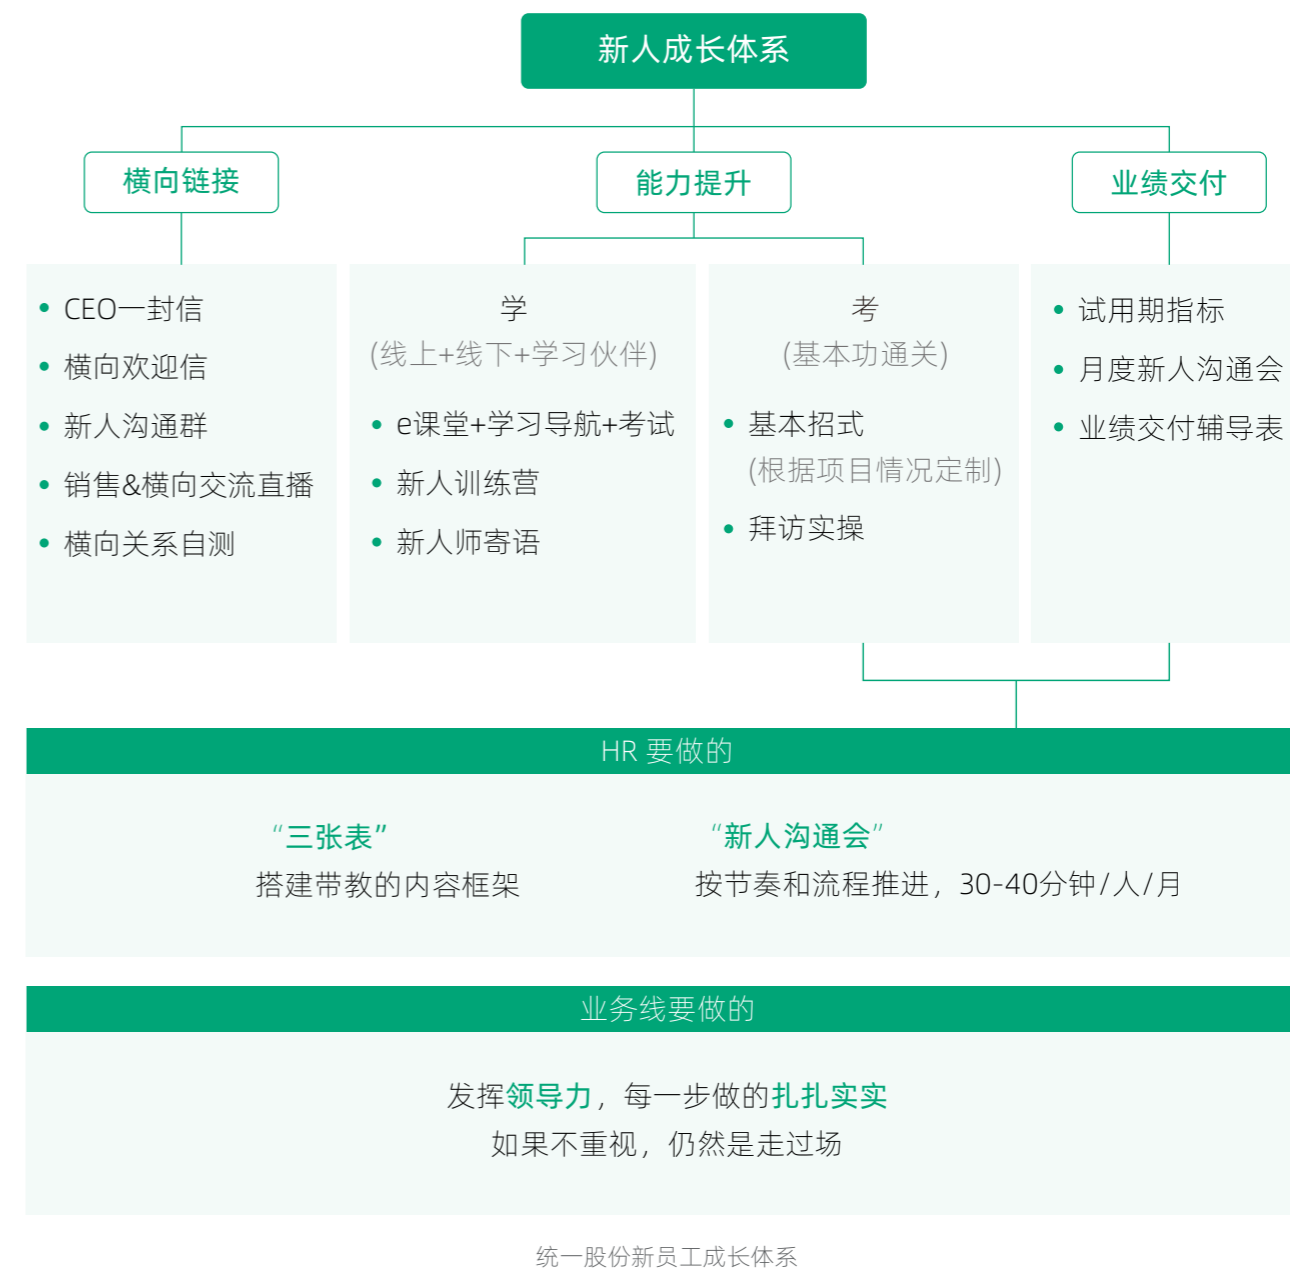 新人成长体系
横向链接
能力提升
业绩交付
• CEO一封信
• 横向欢迎信
• 新人沟通群
• 销售&横向交流直播
• 横向关系自测
学
(线上+线下+学习伙伴)
• e课堂+学习导航+考试
• 新人训练营
• 新人师寄语
考
(基本功通关)
• 基本招式
(根据项目情况定制)
• 拜访实操
• 试用期指标
• 月度新人沟通会
• 业绩交付辅导表
HR 要做的
“三张表”
搭建带教的内容框架
“新人沟通会”
按节奏和流程推进，30-40分钟/人/月
业务线要做的
发挥领导力，每一步做的扎扎实实
如果不重视，仍然是走过场
统一股份新员工成长体系